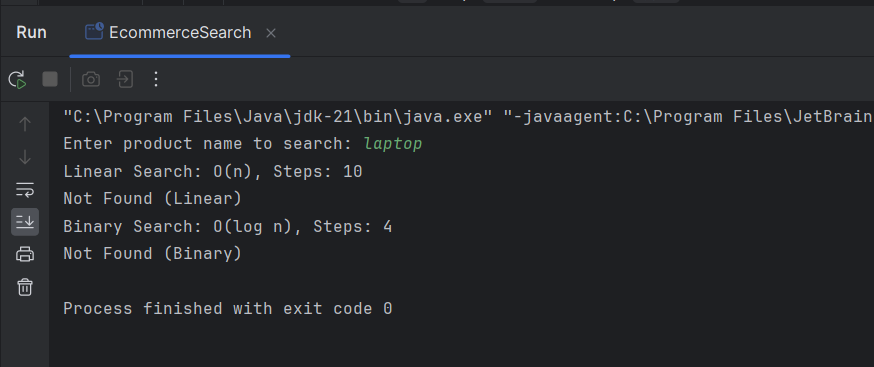 Run EcommerceSearch
"C:\Program Files\Java\jdk-21\bin\java.exe" "-javaagent:C:\Program Files\JetBrain
Enter product name to search: laptop
Linear Search: O(n), Steps: 10
Not Found (Linear)
Binary Search: O(log n), Steps: 4
Not Found (Binary)
Process finished with exit code 0